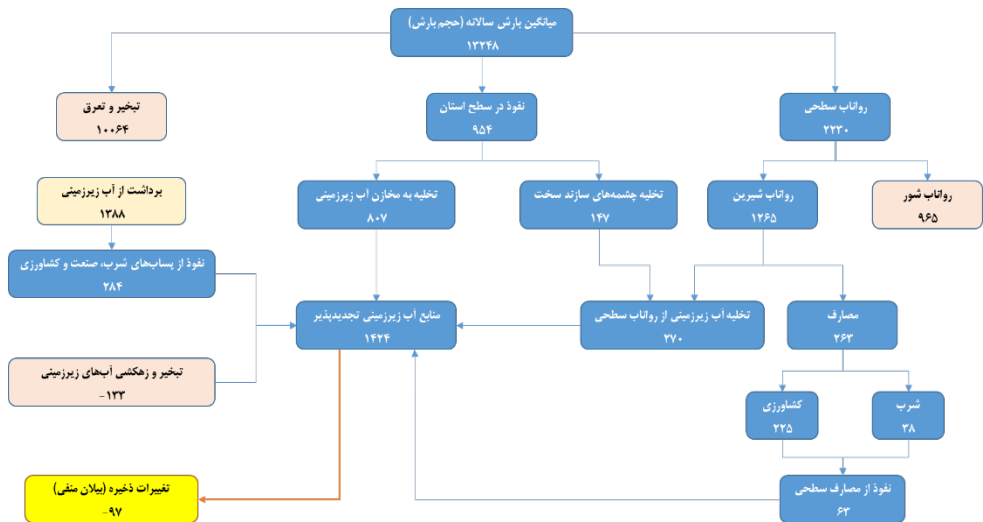 میانگین بارش سالانه (حجم بارش)
۱۳۲۴۸
رواناب سطحی
۲۲۳۰
نفوذ در سطح استان
۹۵۴
تبخیر و تعرق
۱۰۰۶۴
رواناب شور
۹۶۵
رواناب شیرین
۱۲۶۵
تخلیه چشمه‌های سازند سخت
۱۴۷
تخلیه به مخازن آب زیرزمینی
۸۰۷
برداشت از آب زیرزمینی
۱۳۸۸
نفوذ از پساب‌های شرب، صنعت و کشاورزی
۲۸۴
مصارف
۲۶۳
تخلیه آب زیرزمینی از رواناب سطحی
۲۷۰
منابع آب زیرزمینی تجدیدپذیر
۱۴۲۴
تبخیر و زهکشی آب‌های زیرزمینی
-۱۳۳
شرب
۳۸
کشاورزی
۲۲۵
نفوذ از مصارف سطحی
۶۳
تغییرات ذخیره (بیلان منفی)
-۹۷